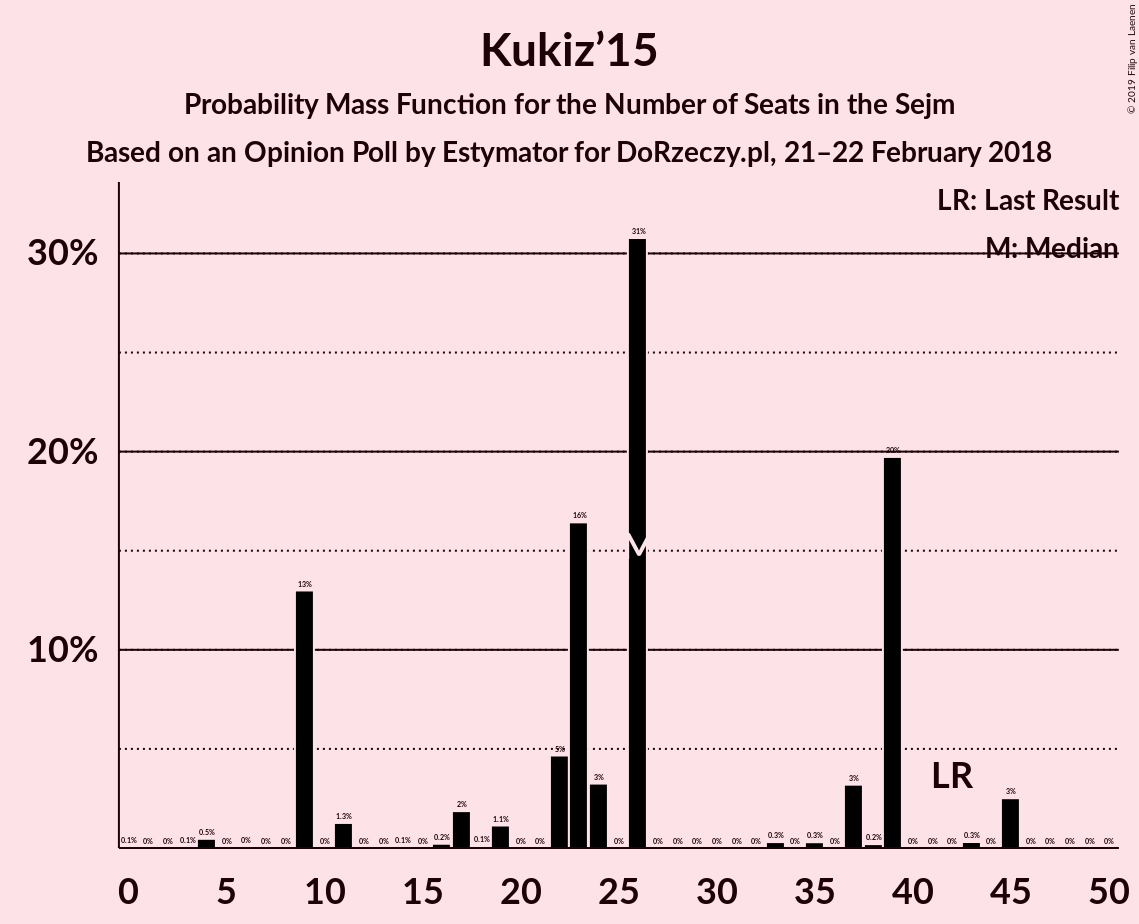 Kukiz’15
Probability Mass Function for the Number of Seats in the Sejm
Based on an Opinion Poll by Estymator for DoRzeczy.pl, 21–22 February 2018
© 2019 Filip van Laenen
LR: Last Result
M: Median
30%
20%
10%
0.1% 0% 0% 0.1% 0.5% 0% 0% 0% 0% 13% 0% 1.3% 0% 0% 0.1% 0% 0.2% 2% 0.1% 1.1% 0% 0% 5% 16% 3% 0% 31% 0% 0% 0% 0% 0% 0% 0.3% 0% 0.3% 0% 3% 0.2% 20% 0% 0% 0% 0.3% 0% 3% 0% 0% 0% 0% 0%
M
LR
0 5 10 15 20 25 30 35 40 45 50